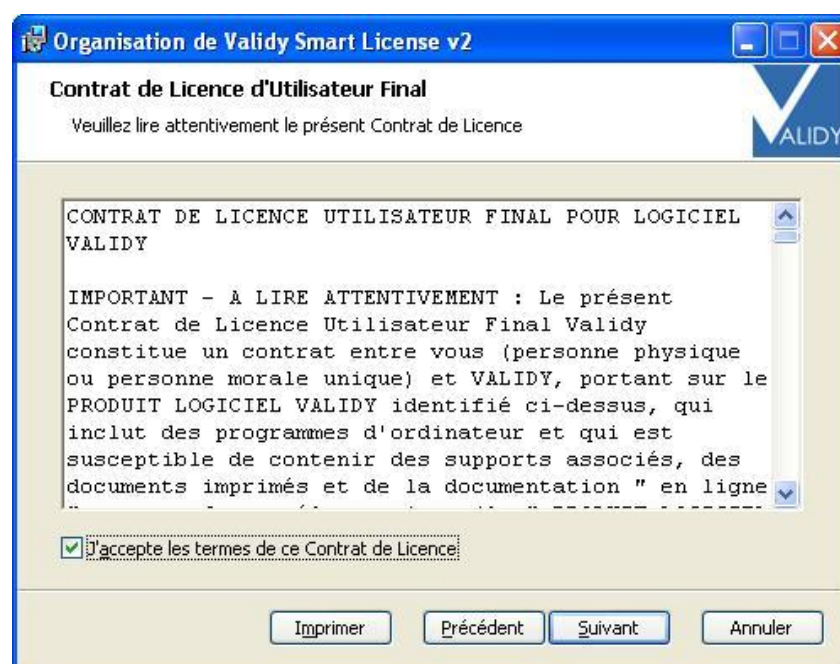 Organisation de Validy Smart License v2
Contrat de Licence d'Utilisateur Final
Veuillez lire attentivement le présent Contrat de Licence
VALIDY
CONTRAT DE LICENCE UTILISATEUR FINAL POUR LOGICIEL
VALIDY
IMPORTANT - A LIRE ATTENTIVEMENT : Le présent
Contrat de Licence Utilisateur Final Validy
constitue un contrat entre vous (personne physique
ou personne morale unique) et VALIDY, portant sur le
PRODUIT LOGICIEL VALIDY identifié ci-dessus, qui
inclut des programmes d'ordinateur et qui est
susceptible de contenir des supports associés, des
documents imprimés et de la documentation " en ligne
J'accepte les termes de ce Contrat de Licence
Imprimer Précédent Suivant Annuler